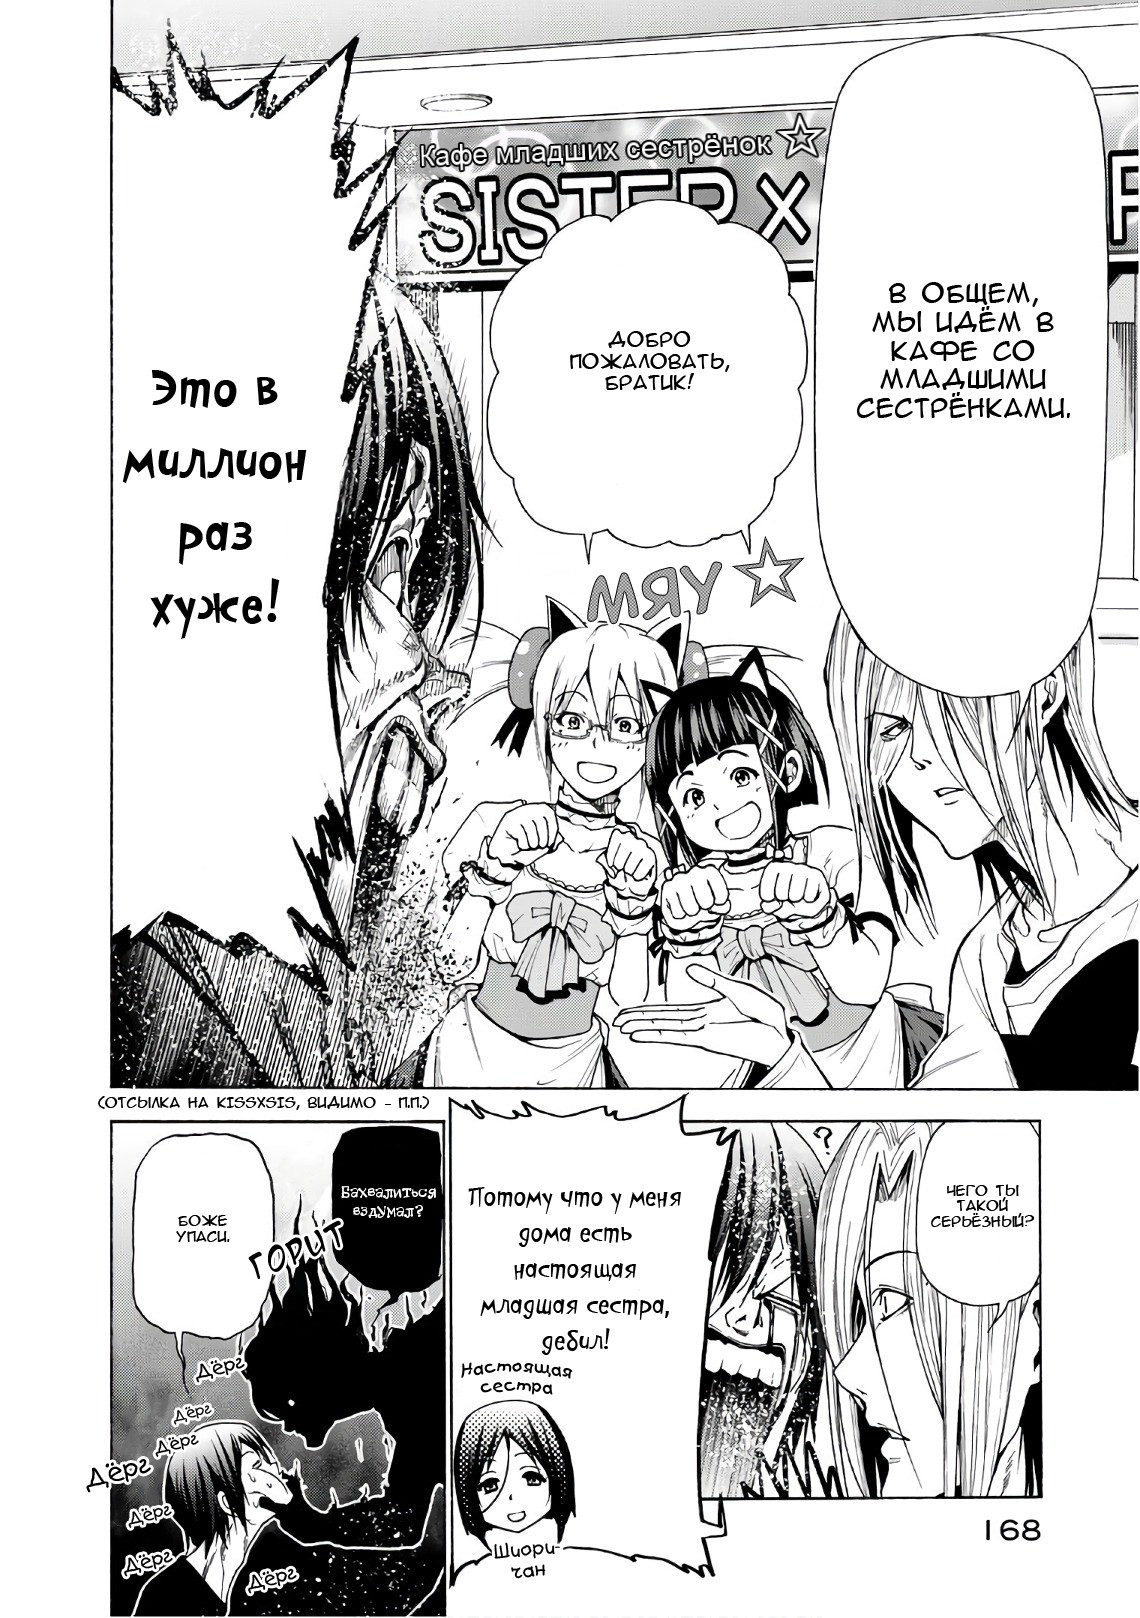 В ОБЩЕМ,
МЫ ИДЁМ В
КАФЕ СО
МЛАДШИМИ
СЕСТРЁНКАМИ.
Кафе младших сестрёнок ☆
SISTER X
ДОБРО
ПОЖАЛОВАТЬ,
БРАТИК!
МЯУ ☆
Это в
миллион
раз
хуже!
(ОТСЫЛКА НА KISSXSIS, ВИДИМО - П.П.)
ЧЕГО ТЫ
ТАКОЙ
СЕРЬЁЗНЫЙ?
?
Потому что у меня
дома есть
настоящая
младшая сестра,
дебил!
Настоящая
сестра
Шиори-
чан
Бахвалиться
вздумал?
ГОРИТ
БОЖЕ
УПАСИ.
Дёрг
Дёрг
Дёрг
Дёрг
Дёрг
Дёрг
Дёрг
168